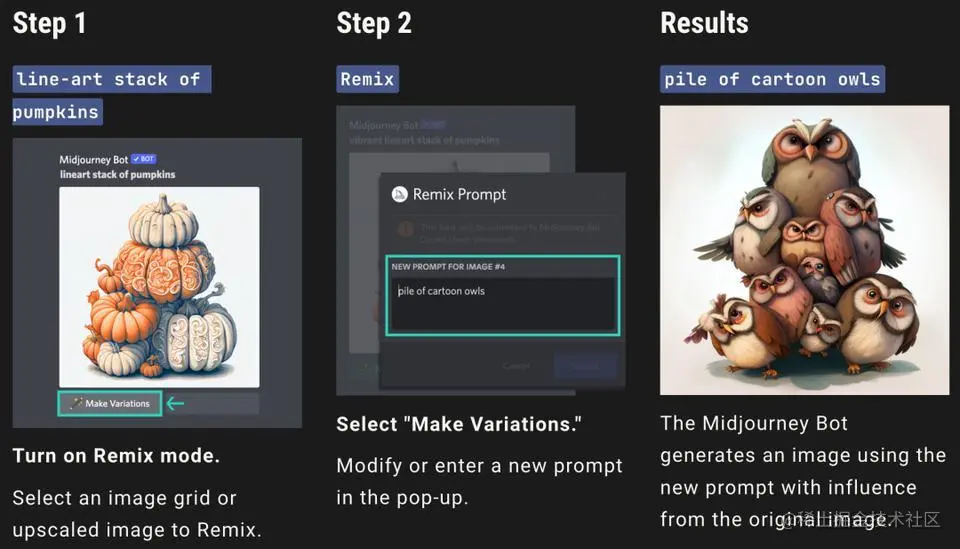 Step 1
line-art stack of
pumpkins
Midjourney Bot ✓ BOT
lineart stack of pumpkins
Make Variations
Turn on Remix mode.
Select an image grid or
upscaled image to Remix.
Step 2
Remix
Midjourney Bot
vibrant lineart stack of pumpkins
Remix Prompt
NEW PROMPT FOR IMAGE #4
pile of cartoon owls
Cancel
Select "Make Variations."
Modify or enter a new prompt
in the pop-up.
Results
pile of cartoon owls
The Midjourney Bot
generates an image using the
new prompt with influence
from the original image.
@稀土掘金技术社区